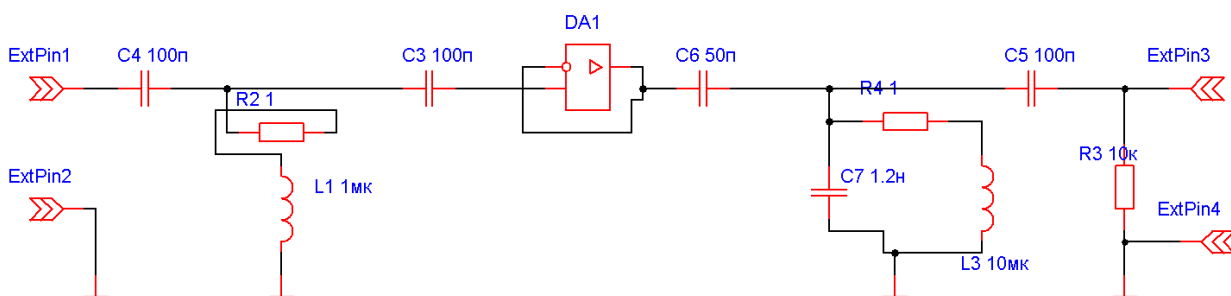 DA1
ExtPin1
C4 100п
C3 100п
C6 50п
C5 100п
ExtPin3
R2 1
R4 1
R3 10к
ExtPin2
L1 1мк
C7 1.2н
ExtPin4
L3 10мк